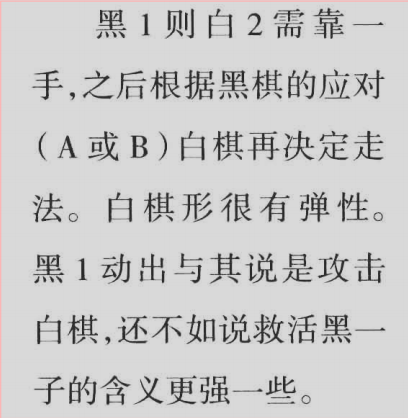 黑1则白2需靠一
手,之后根据黑棋的应对
(A或B)白棋再决定走
法。白棋形很有弹性。
黑1动出与其说是攻击
白棋,还不如说救活黑一
子的含义更强一些。